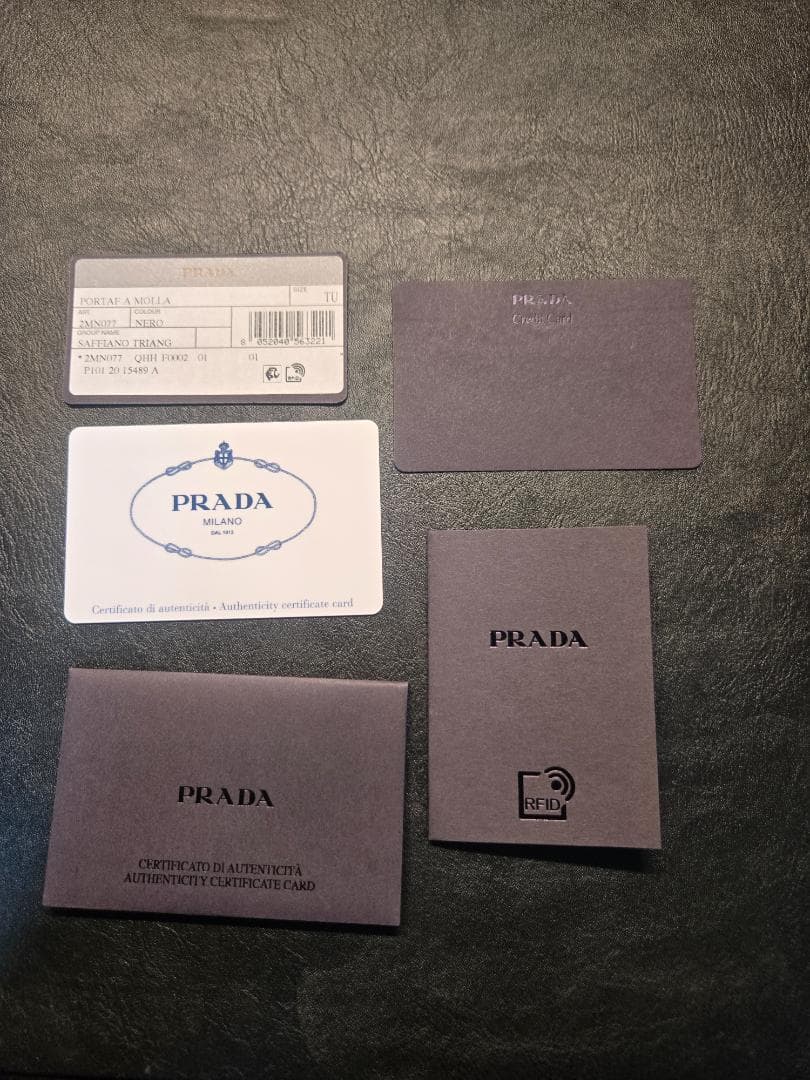 PRADA
PORTAF A MOLLA
SIZE
TU
ART.
COLOUR
2MN077
NERO
GROUP NAME
SAFFIANO TRIANG
8 052040 563221
* 2MN077 QHH F0002 01 01
P101 20 15489 A
RFID
PRADA
Credit Card
PRADA
MILANO
DAL 1913
Certificato di autenticità • Authenticity certificate card
PRADA
RFID
PRADA
CERTIFICATO DI AUTENTICITÀ
AUTHENTICITY CERTIFICATE CARD